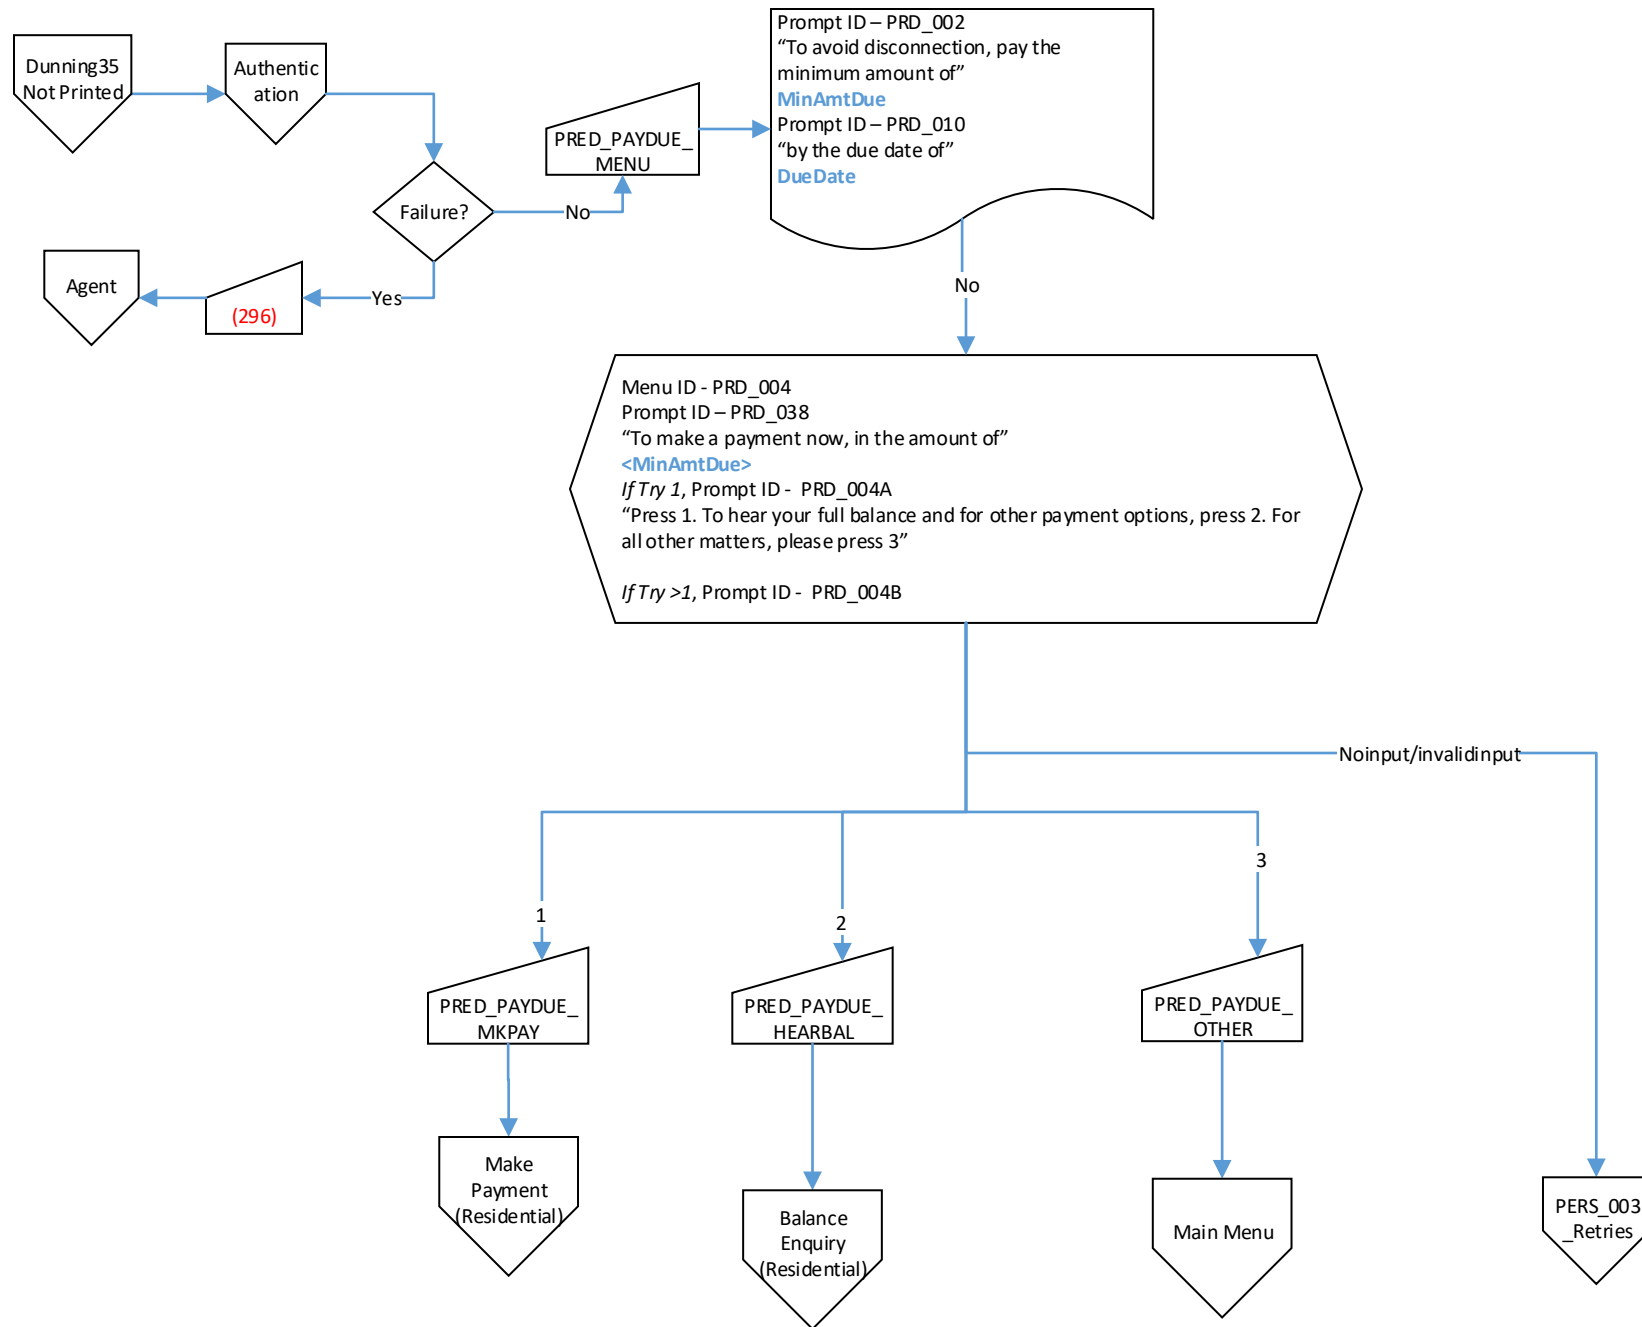 Dunning35
Not Printed
Authentic
ation
Failure?
No
Yes
(296)
Agent
PRED_PAYDUE_
MENU
Prompt ID – PRD_002
“To avoid disconnection, pay the
minimum amount of”
MinAmtDue
Prompt ID – PRD_010
“by the due date of”
DueDate
No
Menu ID - PRD_004
Prompt ID – PRD_038
“To make a payment now, in the amount of”
<MinAmtDue>
If Try 1, Prompt ID - PRD_004A
“Press 1. To hear your full balance and for other payment options, press 2. For
all other matters, please press 3”
If Try >1, Prompt ID - PRD_004B
Noinput/invalidinput
1
2
3
PRED_PAYDUE_
MKPAY
PRED_PAYDUE_
HEARBAL
PRED_PAYDUE_
OTHER
Make
Payment
(Residential)
Balance
Enquiry
(Residential)
Main Menu
PERS_003
_Retries